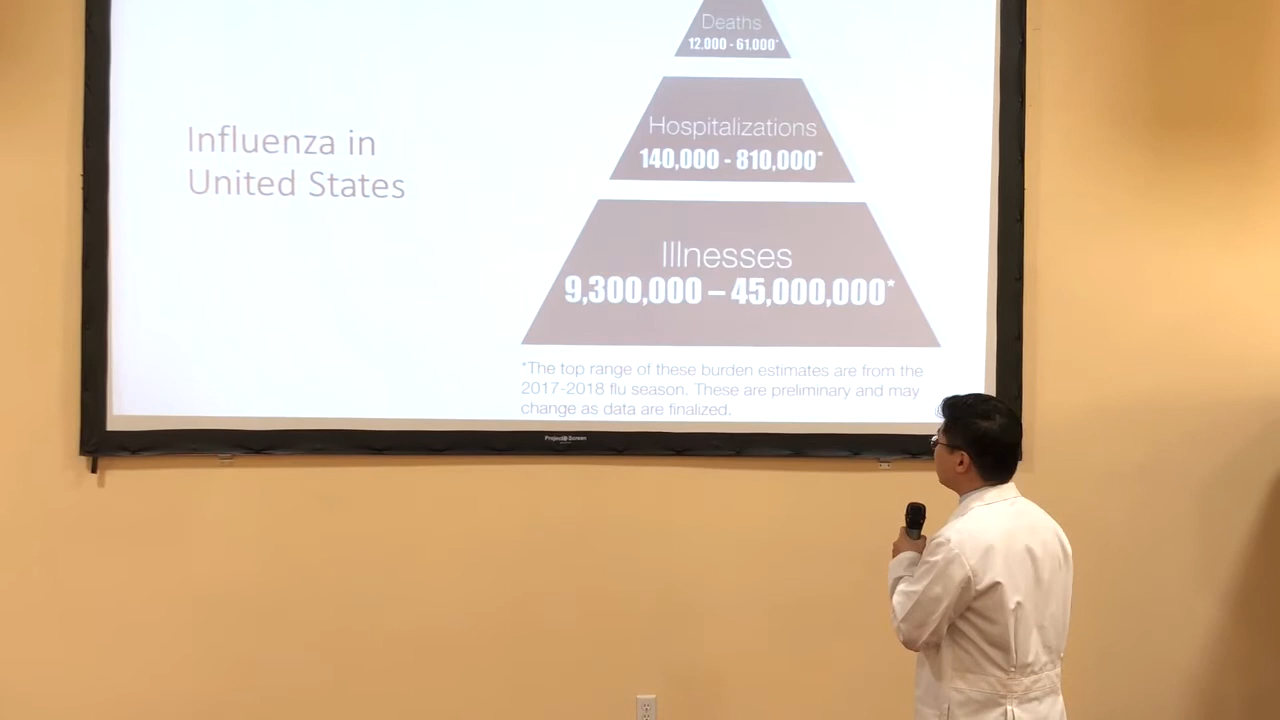 Deaths
12.000 - 61.000*
Hospitalizations
140,000 - 810,000*
Influenza in
United States
Illnesses
9,300,000 – 45,000,000*
*The top range of these burden estimates are from the
2017-2018 flu season. These are preliminary and may
change as data are finalized.